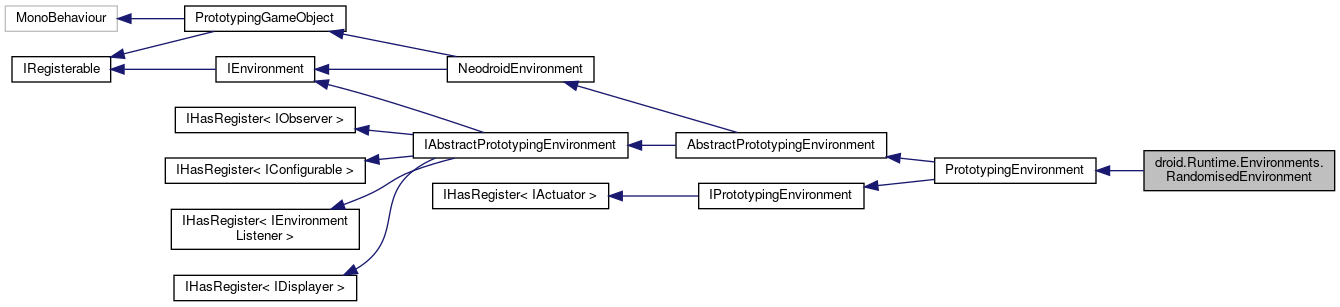 MonoBehaviour
PrototypingGameObject
IRegisterable
IEnvironment
NeodroidEnvironment
IHasRegister< IObserver >
IAbstractPrototypingEnvironment
AbstractPrototypingEnvironment
IHasRegister< IConfigurable >
PrototypingEnvironment
droid.Runtime.Environments.
RandomisedEnvironment
IHasRegister< IActuator >
IPrototypingEnvironment
IHasRegister< IEnvironment
Listener >
IHasRegister< IDisplayer >